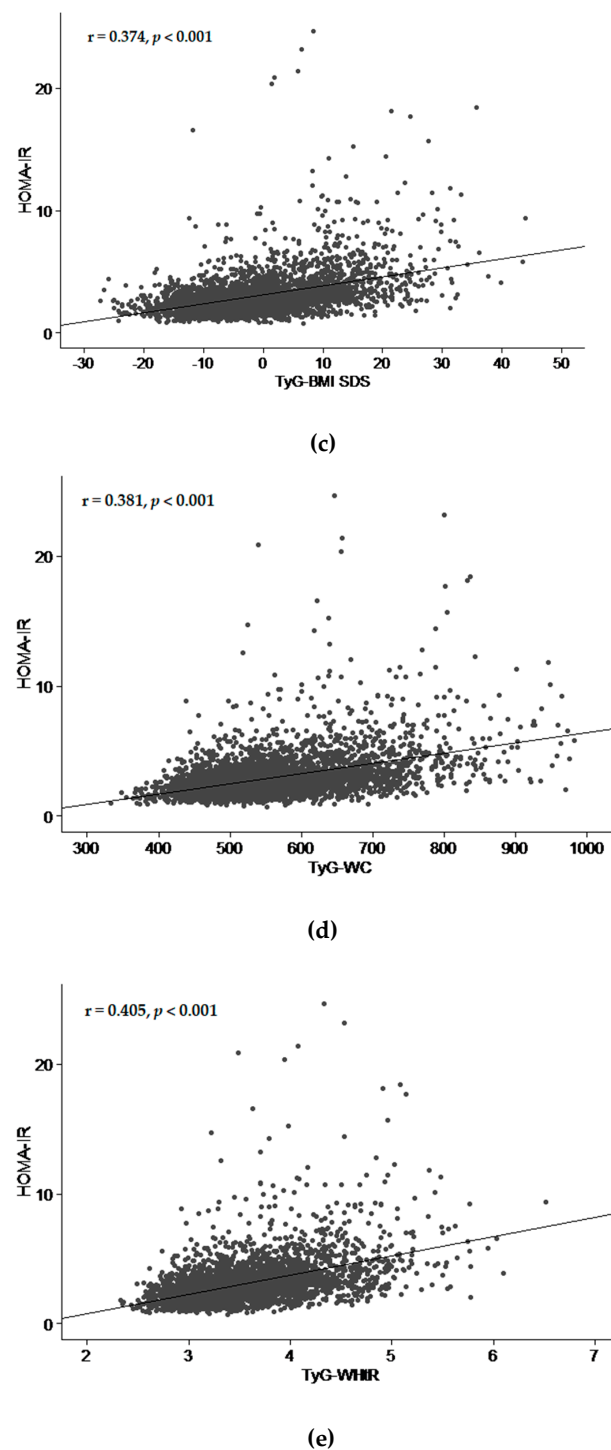 r = 0.374, p < 0.001
20
10
0
HOMA-IR
-30 -20 -10 0 10 20 30 40 50
TyG-BMI SDS
(c)
r = 0.381, p < 0.001
20
10
0
HOMA-IR
300 400 500 600 700 800 900 1000
TyG-WC
(d)
r = 0.405, p < 0.001
20
10
0
HOMA-IR
2 3 4 5 6 7
TyG-WHtR
(e)